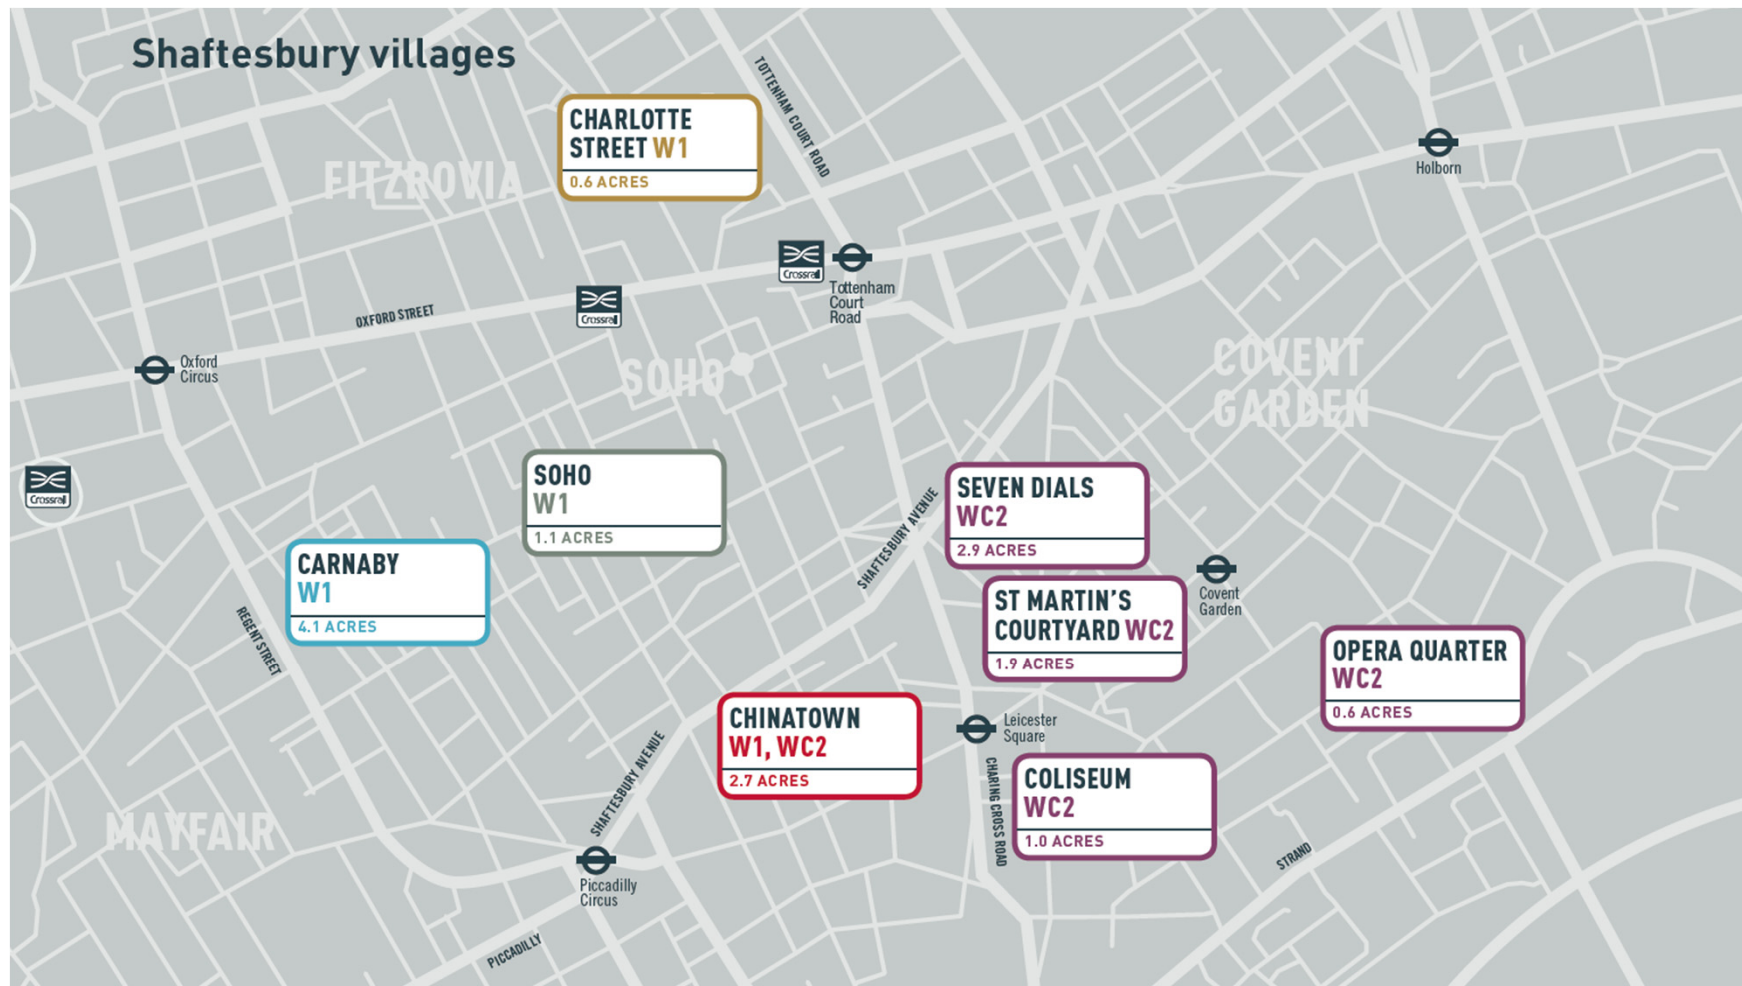 Shaftesbury villages
TOTTENHAM COURT ROAD
CHARLOTTE
STREET W1
0.6 ACRES
FITZROVIA
Holborn
Crossrail
Tottenham
Court
Road
Crossrail
OXFORD STREET
Oxford
Circus
SOHO
COVENT
GARDEN
Crossrail
SOHO
W1
1.1 ACRES
SEVEN DIALS
WC2
2.9 ACRES
SHAFTESBURY AVENUE
CARNABY
W1
4.1 ACRES
Covent
Garden
ST MARTIN'S
COURTYARD WC2
1.9 ACRES
REGENT STREET
OPERA QUARTER
WC2
0.6 ACRES
CHINATOWN
W1, WC2
2.7 ACRES
Leicester
Square
SHAFTESBURY AVENUE
CHARING CROSS ROAD
COLISEUM
WC2
1.0 ACRES
MAYFAIR
STRAND
Piccadilly
Circus
PICCADILLY